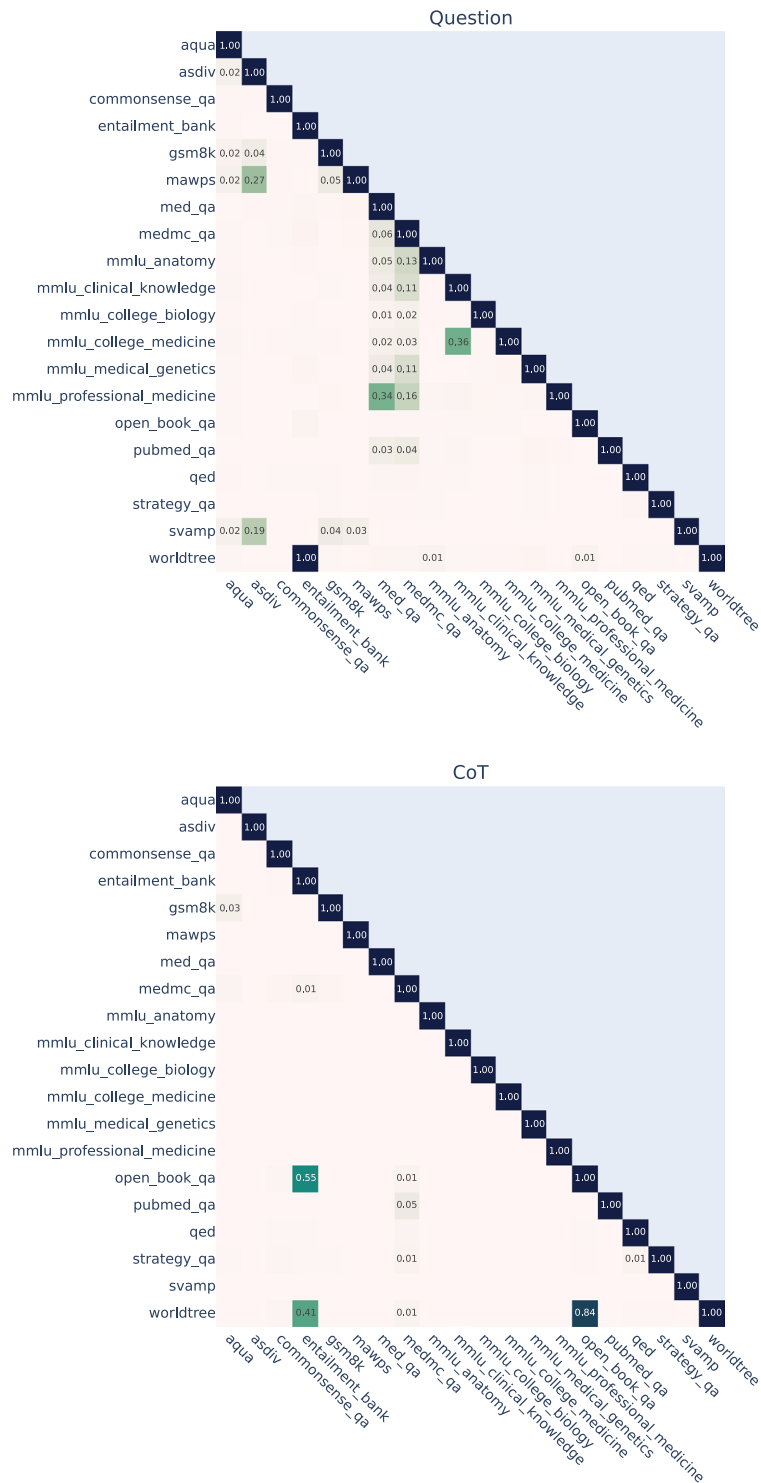 Question
aqua 1.00
asdiv 0.02 1.00
commonsense_qa 1.00
entailment_bank 1.00
gsm8k 0.02 0.04 1.00
mawps 0.02 0.27 0.05 1.00
med_qa 1.00
medmc_qa 0.06 1.00
mmlu_anatomy 0.05 0.13 1.00
mmlu_clinical_knowledge 0.04 0.11 1.00
mmlu_college_biology 0.01 0.02 1.00
mmlu_college_medicine 0.02 0.03 0.36 1.00
mmlu_medical_genetics 0.04 0.11 1.00
mmlu_professional_medicine 0.34 0.16 1.00
open_book_qa 1.00
pubmed_qa 0.03 0.04 1.00
qed 1.00
strategy_qa 1.00
svamp 0.02 0.19 0.04 0.03 1.00
worldtree 1.00 0.01 0.01 1.00
aqua
asdiv
commonsense_qa
entailment_bank
gsm8k
mawps
med_qa
medmc_qa
mmlu_anatomy
mmlu_clinical_knowledge
mmlu_college_biology
mmlu_college_medicine
mmlu_medical_genetics
mmlu_professional_medicine
open_book_qa
pubmed_qa
qed
strategy_qa
svamp
worldtree
CoT
aqua 1.00
asdiv 1.00
commonsense_qa 1.00
entailment_bank 1.00
gsm8k 0.03 1.00
mawps 1.00
med_qa 1.00
medmc_qa 0.01 1.00
mmlu_anatomy 1.00
mmlu_clinical_knowledge 1.00
mmlu_college_biology 1.00
mmlu_college_medicine 1.00
mmlu_medical_genetics 1.00
mmlu_professional_medicine 1.00
open_book_qa 0.55 0.01 1.00
pubmed_qa 0.05 1.00
qed 1.00
strategy_qa 0.01 0.01 1.00
svamp 1.00
worldtree 0.41 0.01 0.84 1.00
aqua
asdiv
commonsense_qa
entailment_bank
gsm8k
mawps
med_qa
medmc_qa
mmlu_anatomy
mmlu_clinical_knowledge
mmlu_college_biology
mmlu_college_medicine
mmlu_medical_genetics
mmlu_professional_medicine
open_book_qa
pubmed_qa
qed
strategy_qa
svamp
worldtree